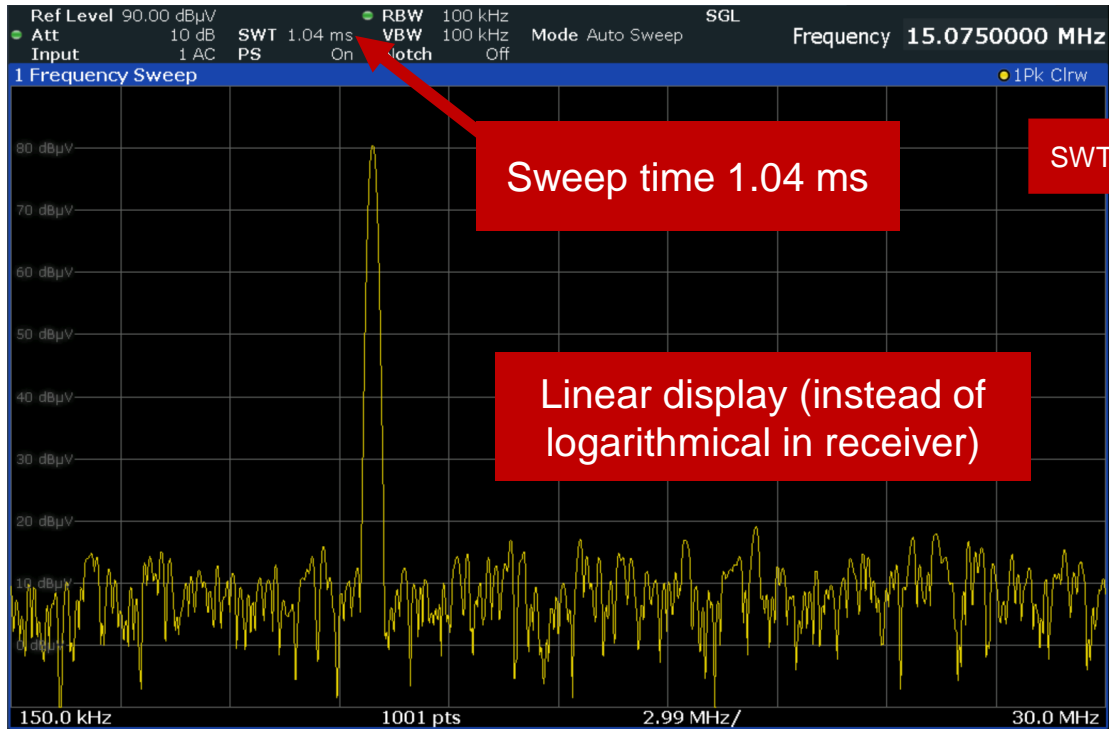 Ref Level 90.00 dBµV RBW 100 kHz SGL
Att 10 dB SWT 1.04 ms VBW 100 kHz Mode Auto Sweep Frequency 15.0750000 MHz
Input 1 AC PS On Notch Off
1 Frequency Sweep 1Pk Clrw
80 dBµV
Sweep time 1.04 ms
SWT
70 dBµV
60 dBµV
50 dBµV
40 dBµV
Linear display (instead of
logarithmical in receiver)
30 dBµV
20 dBµV
10 dBµV
0 dBµV
150.0 kHz 1001 pts 2.99 MHz/ 30.0 MHz